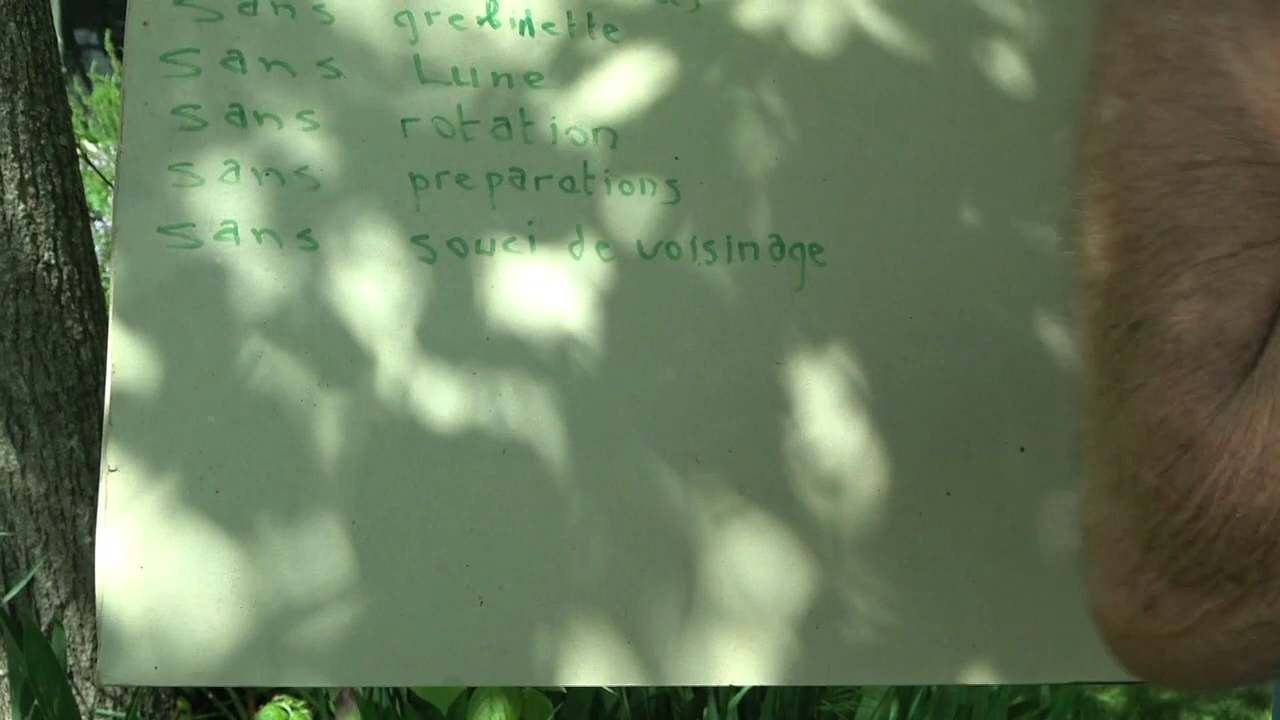 sans grelinette
sans Lune
sans rotation
sans preparations
sans souci de voisinage